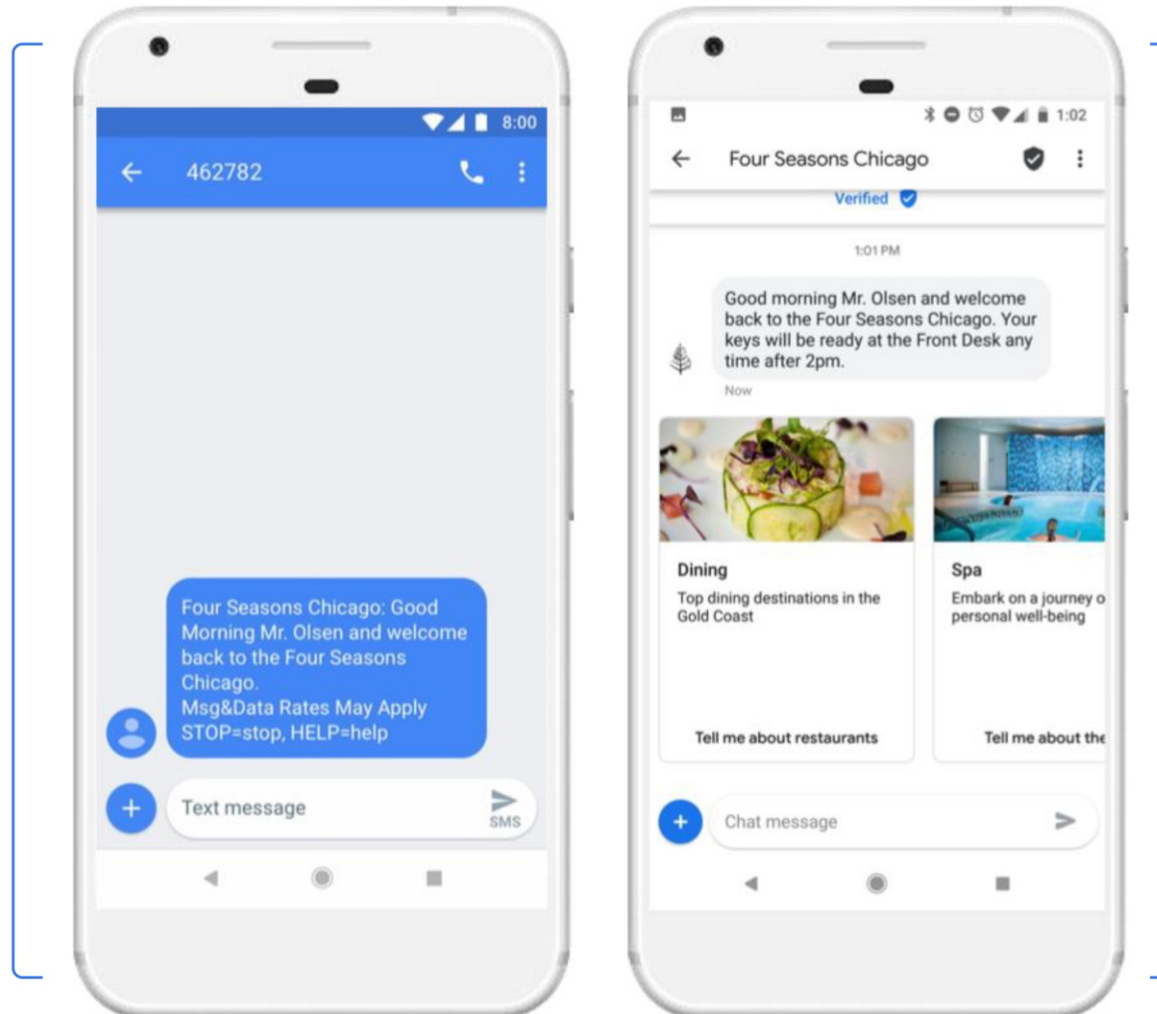 8:00
462782
Four Seasons Chicago: Good
Morning Mr. Olsen and welcome
back to the Four Seasons
Chicago.
Msg&Data Rates May Apply
STOP=stop, HELP=help
Text message
SMS
1:02
Four Seasons Chicago
Verified
1:01 PM
Good morning Mr. Olsen and welcome
back to the Four Seasons Chicago. Your
keys will be ready at the Front Desk any
time after 2pm.
Now
Dining
Top dining destinations in the
Gold Coast
Tell me about restaurants
Spa
Embark on a journey o
personal well-being
Tell me about the
Chat message